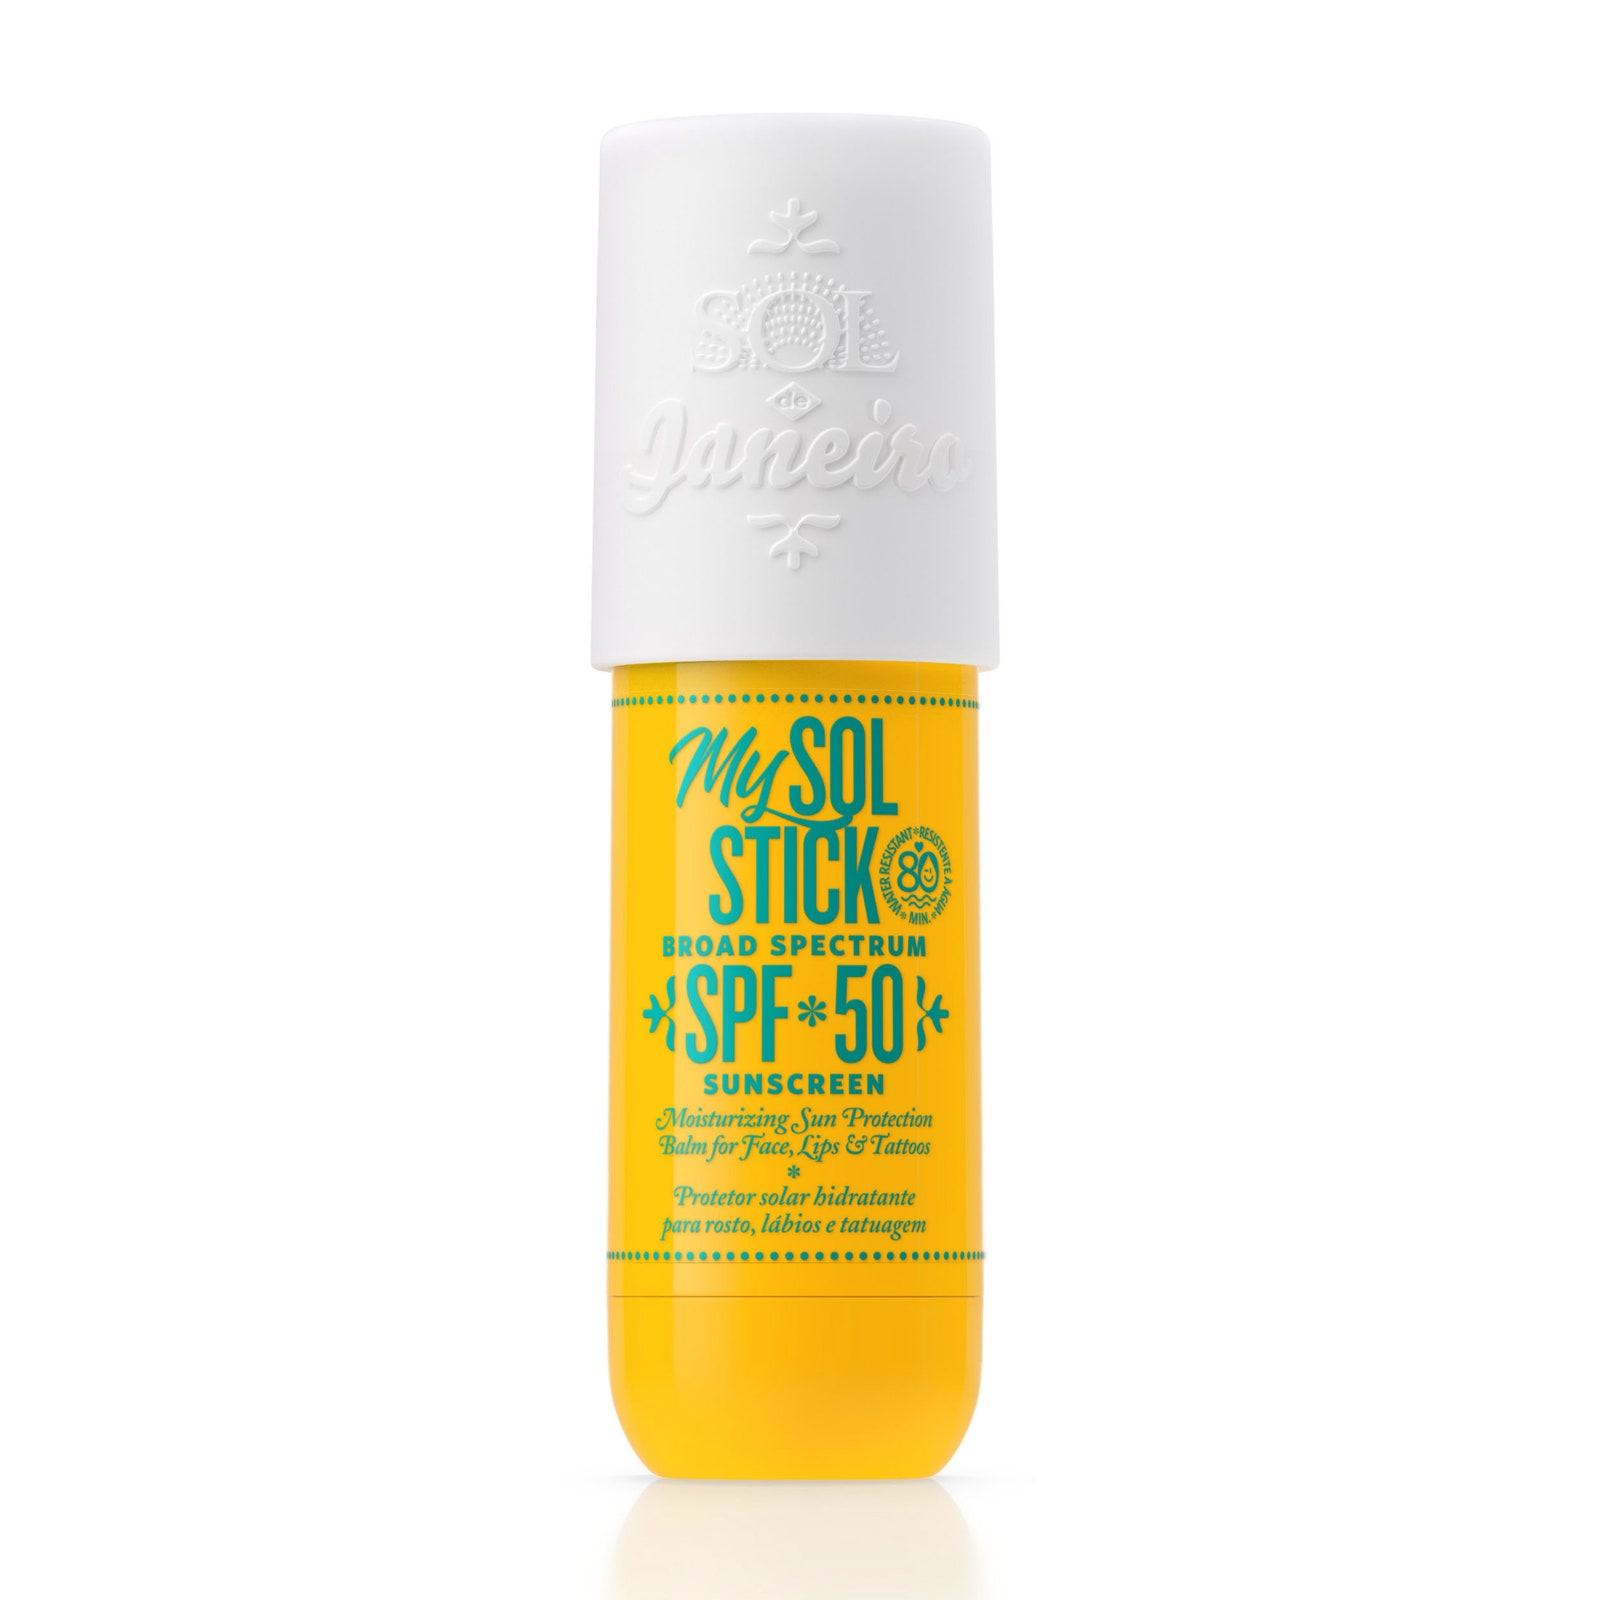 SOL
de
Janeiro
My SOL
STICK
WATER RESISTANT * RESISTENTE À ÁGUA * 80 MIN. *
BROAD SPECTRUM
SPF * 50
SUNSCREEN
Moisturizing Sun Protection
Balm for Face, Lips & Tattoos
*
Protetor solar hidratante
para rosto, lábios e tatuagem